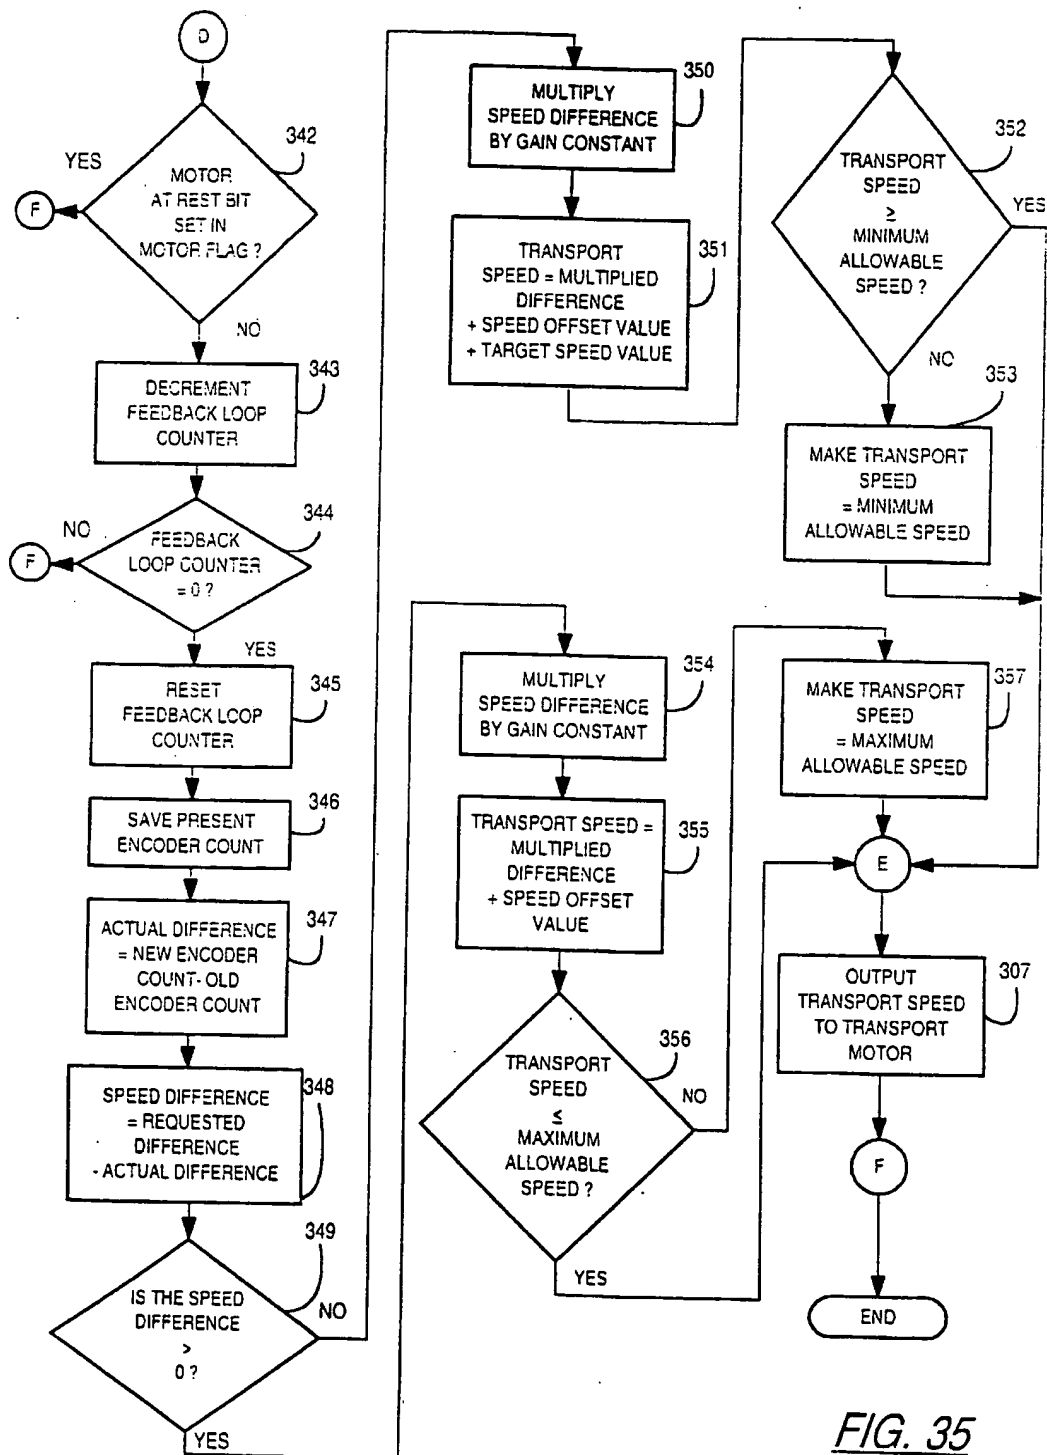 D
342
YES
MOTOR
AT REST BIT
SET IN
MOTOR FLAG ?
F
NO
343
DECREMENT
FEEDBACK LOOP
COUNTER
344
NO
FEEDBACK
LOOP COUNTER
= 0 ?
F
YES
345
RESET
FEEDBACK LOOP
COUNTER
346
SAVE PRESENT
ENCODER COUNT
347
ACTUAL DIFFERENCE
= NEW ENCODER
COUNT- OLD
ENCODER COUNT
348
SPEED DIFFERENCE
= REQUESTED
DIFFERENCE
- ACTUAL DIFFERENCE
349
IS THE SPEED
DIFFERENCE
>
0 ?
NO
YES
350
MULTIPLY
SPEED DIFFERENCE
BY GAIN CONSTANT
351
TRANSPORT
SPEED = MULTIPLIED
DIFFERENCE
+ SPEED OFFSET VALUE
+ TARGET SPEED VALUE
352
TRANSPORT
SPEED
≥
MINIMUM
ALLOWABLE
SPEED ?
YES
NO
353
MAKE TRANSPORT
SPEED
= MINIMUM
ALLOWABLE SPEED
354
MULTIPLY
SPEED DIFFERENCE
BY GAIN CONSTANT
355
TRANSPORT SPEED =
MULTIPLIED
DIFFERENCE
+ SPEED OFFSET
VALUE
356
TRANSPORT
SPEED
≤
MAXIMUM
ALLOWABLE
SPEED ?
NO
YES
357
MAKE TRANSPORT
SPEED
= MAXIMUM
ALLOWABLE SPEED
E
307
OUTPUT
TRANSPORT SPEED
TO TRANSPORT
MOTOR
F
END
FIG. 35